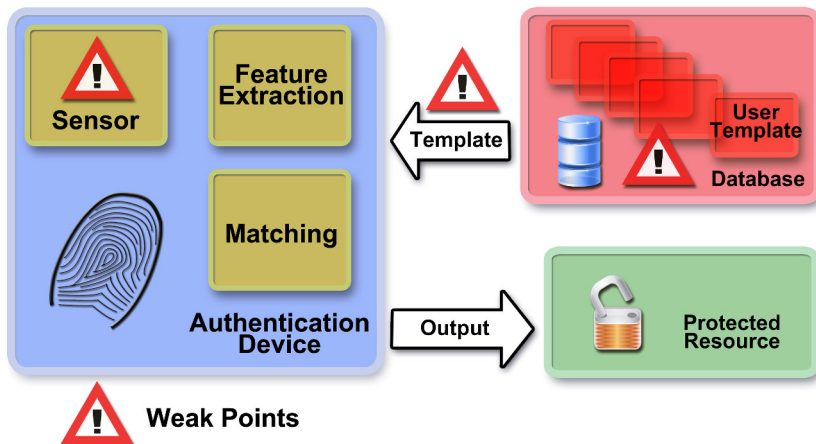 Sensor
Feature
Extraction
Matching
Authentication
Device
Template
User
Template
Database
Output
Protected
Resource
Weak Points